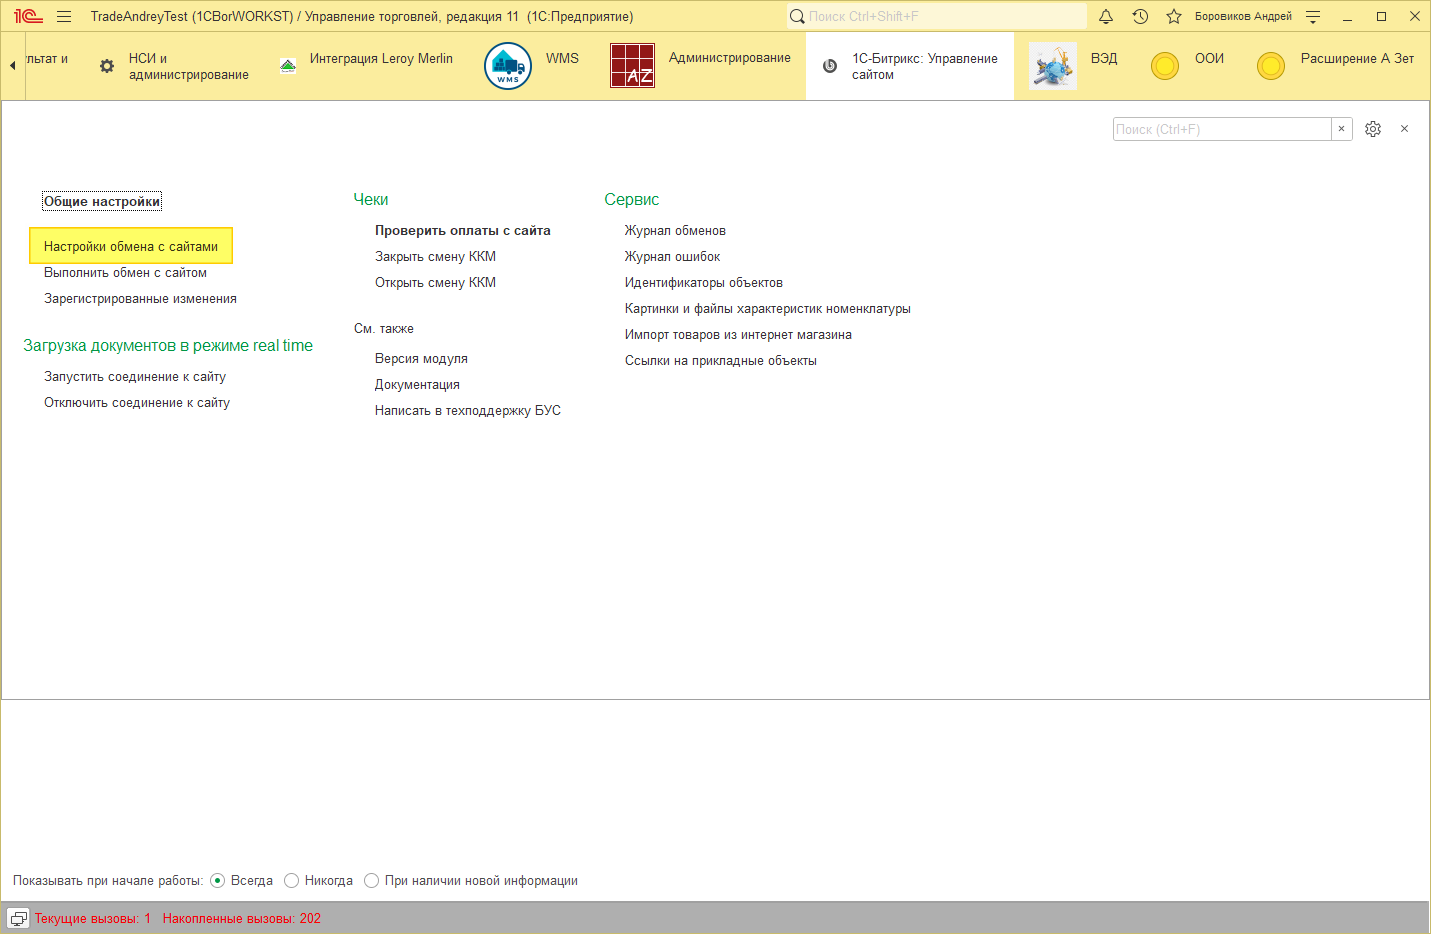 1С TradeAndreyTest (1CBorWORKST) / Управление торговлей, редакция 11 (1С:Предприятие)
Поиск Ctrl+Shift+F
Боровиков Андрей
льтат и
НСИ и
администрирование
Интеграция Leroy Merlin
WMS
WMS
AZ
Администрирование
1С-Битрикс: Управление
сайтом
ВЭД
ООИ
Расширение А Зет
Поиск (Ctrl+F)
Общие настройки
Настройки обмена с сайтами
Выполнить обмен с сайтом
Зарегистрированные изменения
Загрузка документов в режиме real time
Запустить соединение к сайту
Отключить соединение к сайту
Чеки
Проверить оплаты с сайта
Закрыть смену ККМ
Открыть смену ККМ
См. также
Версия модуля
Документация
Написать в техподдержку БУС
Сервис
Журнал обменов
Журнал ошибок
Идентификаторы объектов
Картинки и файлы характеристик номенклатуры
Импорт товаров из интернет магазина
Ссылки на прикладные объекты
Показывать при начале работы: Всегда Никогда При наличии новой информации
Текущие вызовы: 1 Накопленные вызовы: 202